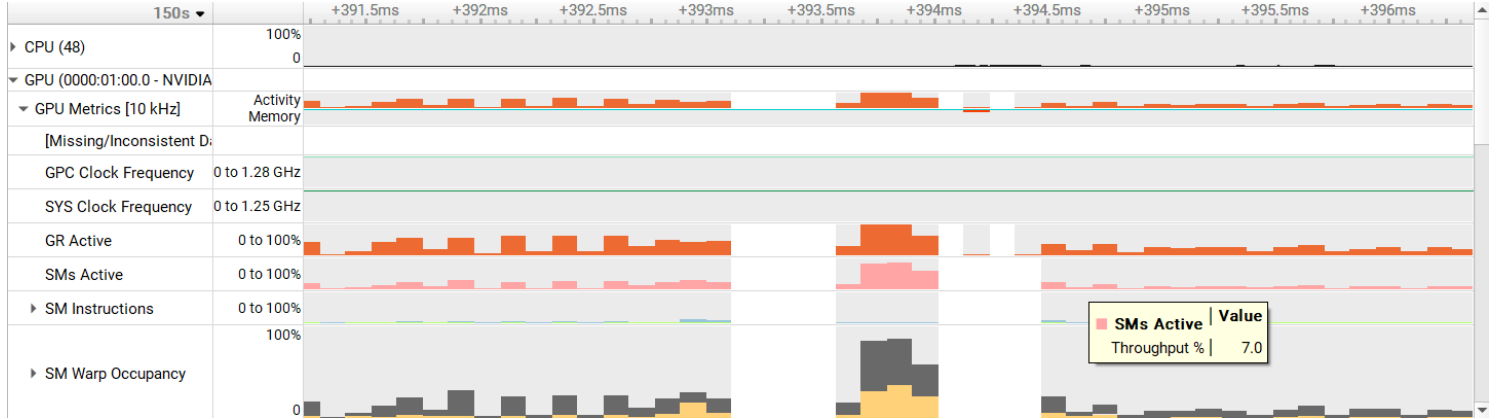 150s +391.5ms +392ms +392.5ms +393ms +393.5ms +394ms +394.5ms +395ms +395.5ms +396ms
CPU (48) 100%
0
GPU (0000:01:00.0 - NVIDIA
GPU Metrics [10 kHz] Activity
Memory
[Missing/Inconsistent Da
GPC Clock Frequency 0 to 1.28 GHz
SYS Clock Frequency 0 to 1.25 GHz
GR Active 0 to 100%
SMs Active 0 to 100%
SM Instructions 0 to 100%
SMs Active Value
Throughput % 7.0
100%
SM Warp Occupancy
0